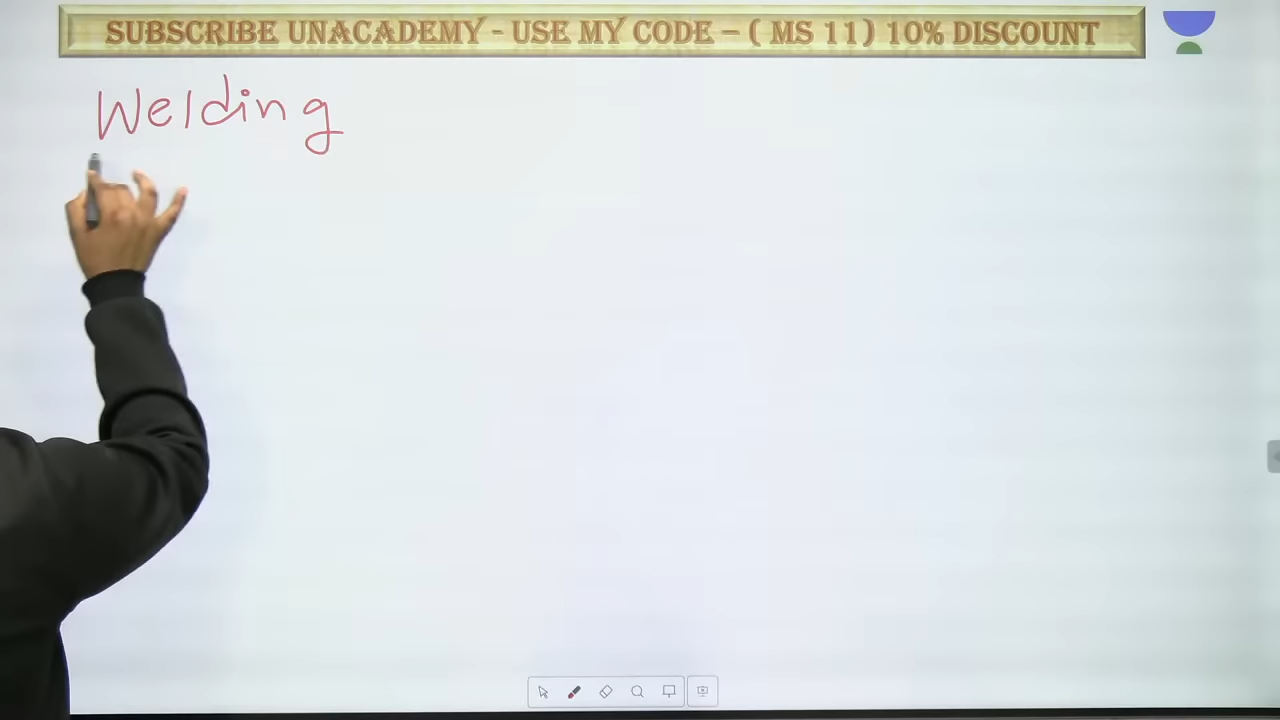 SUBSCRIBE UNACADEMY - USE MY CODE – ( MS 11 ) 10% DISCOUNT
Welding